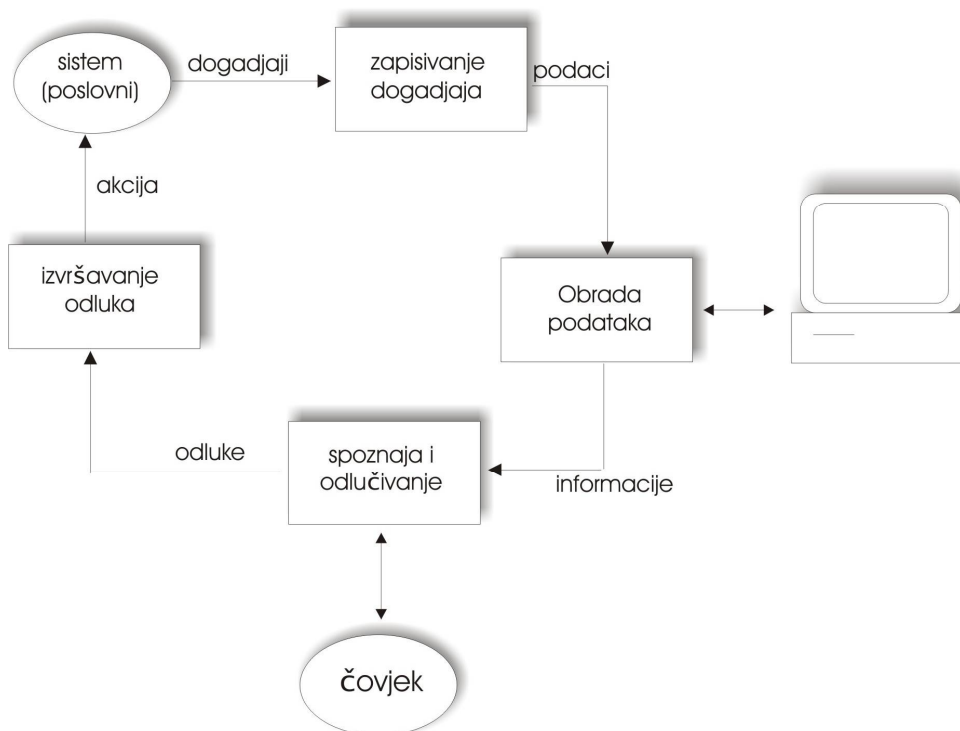 sistem
(poslovni)
dogadjaji
zapisivanje
dogadjaja
podaci
akcija
izvršavanje
odluka
Obrada
podataka
odluke
spoznaja i
odlučivanje
informacije
čovjek